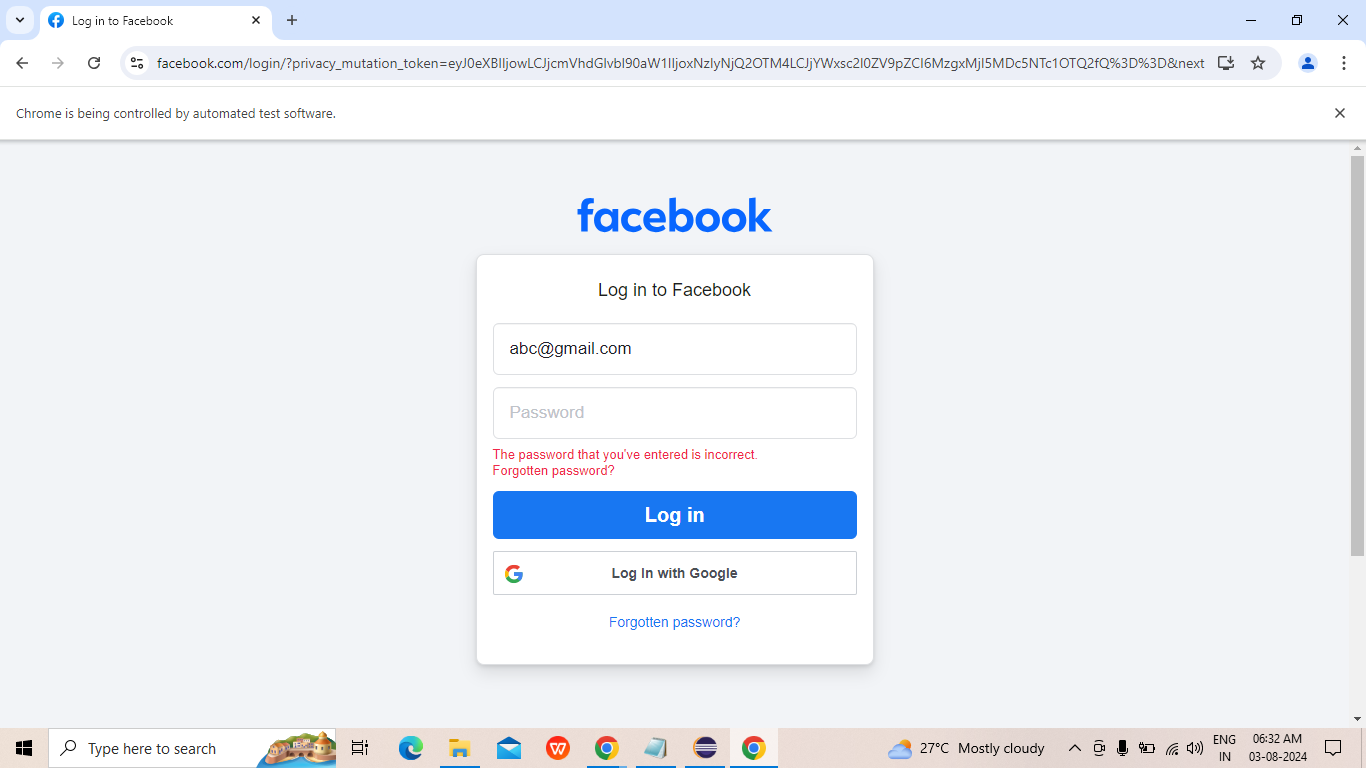 Log in to Facebook
facebook.com/login/?privacy_mutation_token=eyJ0eXBlIjowLCJjcmVhdGlvbl90aW1lIjoxNzIyNjQ2OTM4LCJjYWxsc2l0ZV9pZCI6MzgxMjI5MDc5NTc1OTQ2fQ%3D%3D&next
Chrome is being controlled by automated test software.
facebook
Log in to Facebook
abc@gmail.com
Password
The password that you've entered is incorrect.
Forgotten password?
Log in
Log In with Google
Forgotten password?
Type here to search
27°C Mostly cloudy
ENG
IN
06:32 AM
03-08-2024